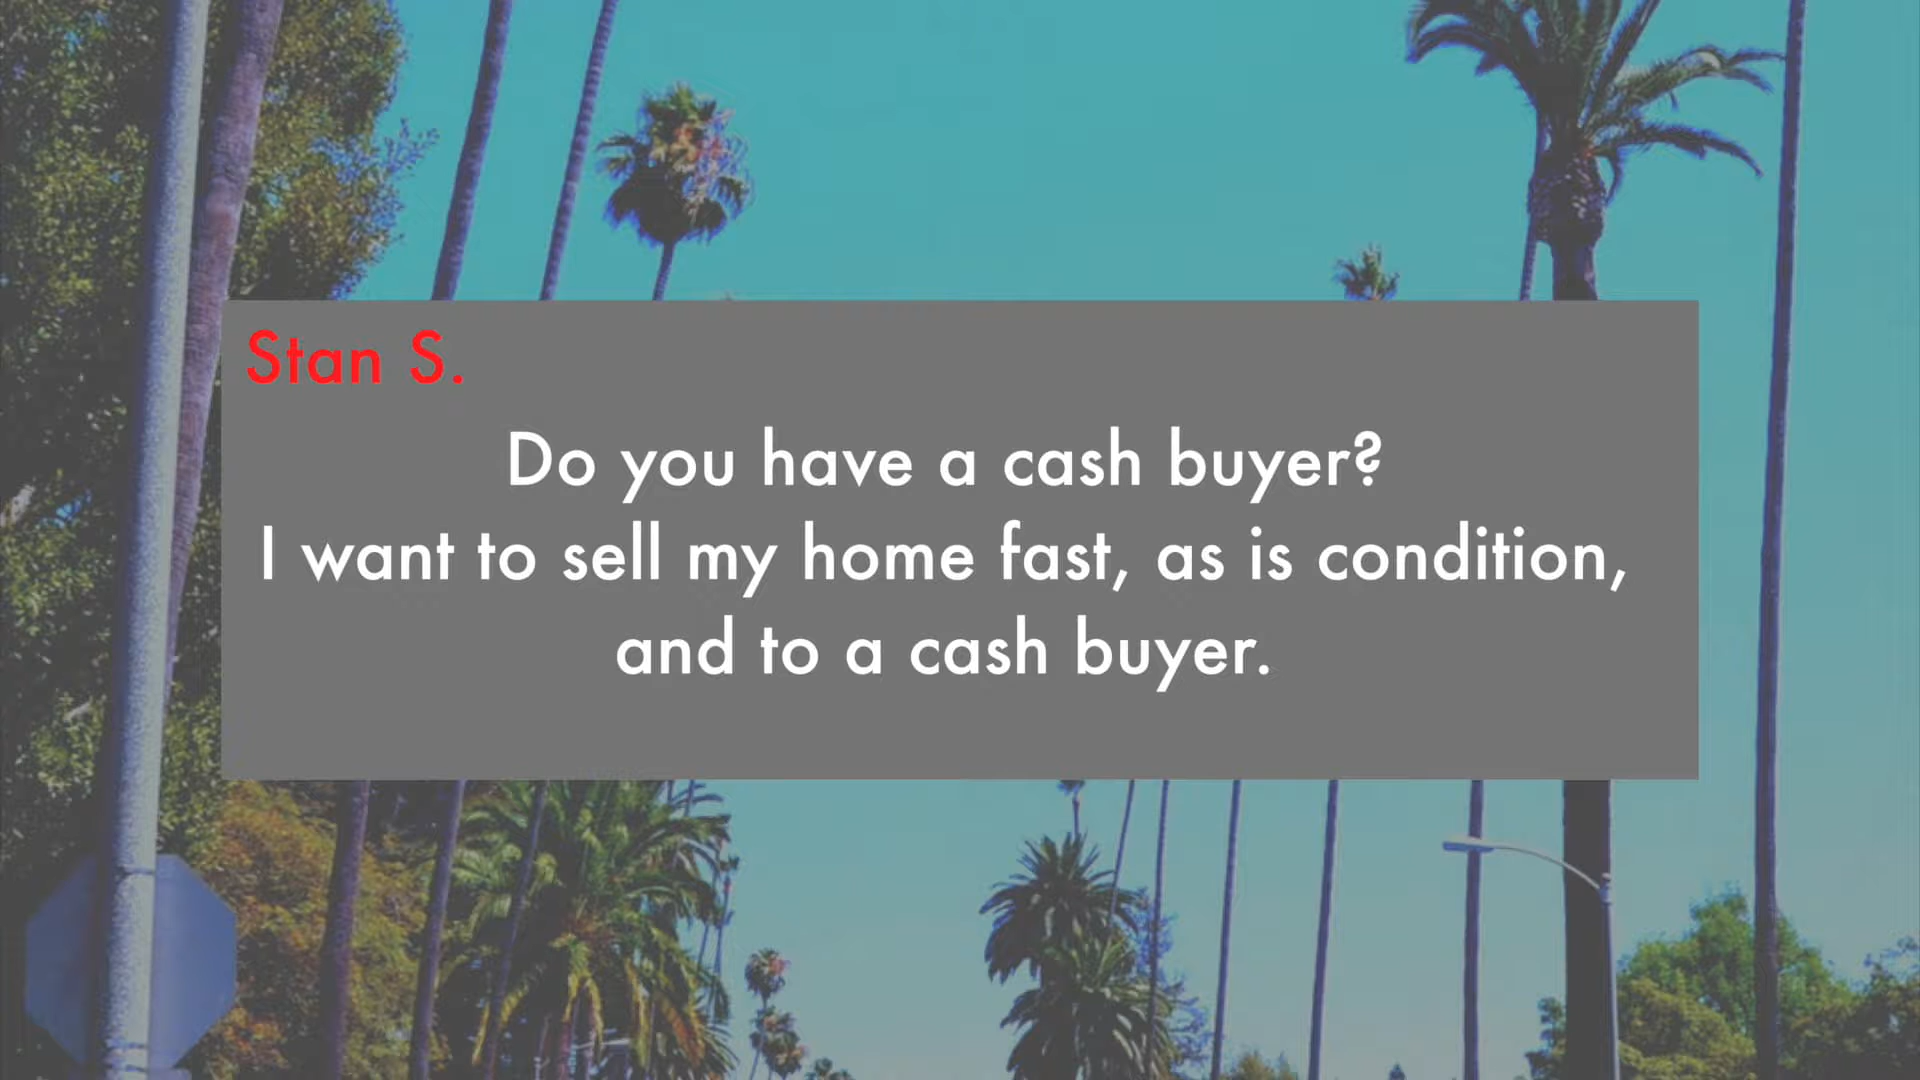 Stan S.
Do you have a cash buyer?
I want to sell my home fast, as is condition,
and to a cash buyer.